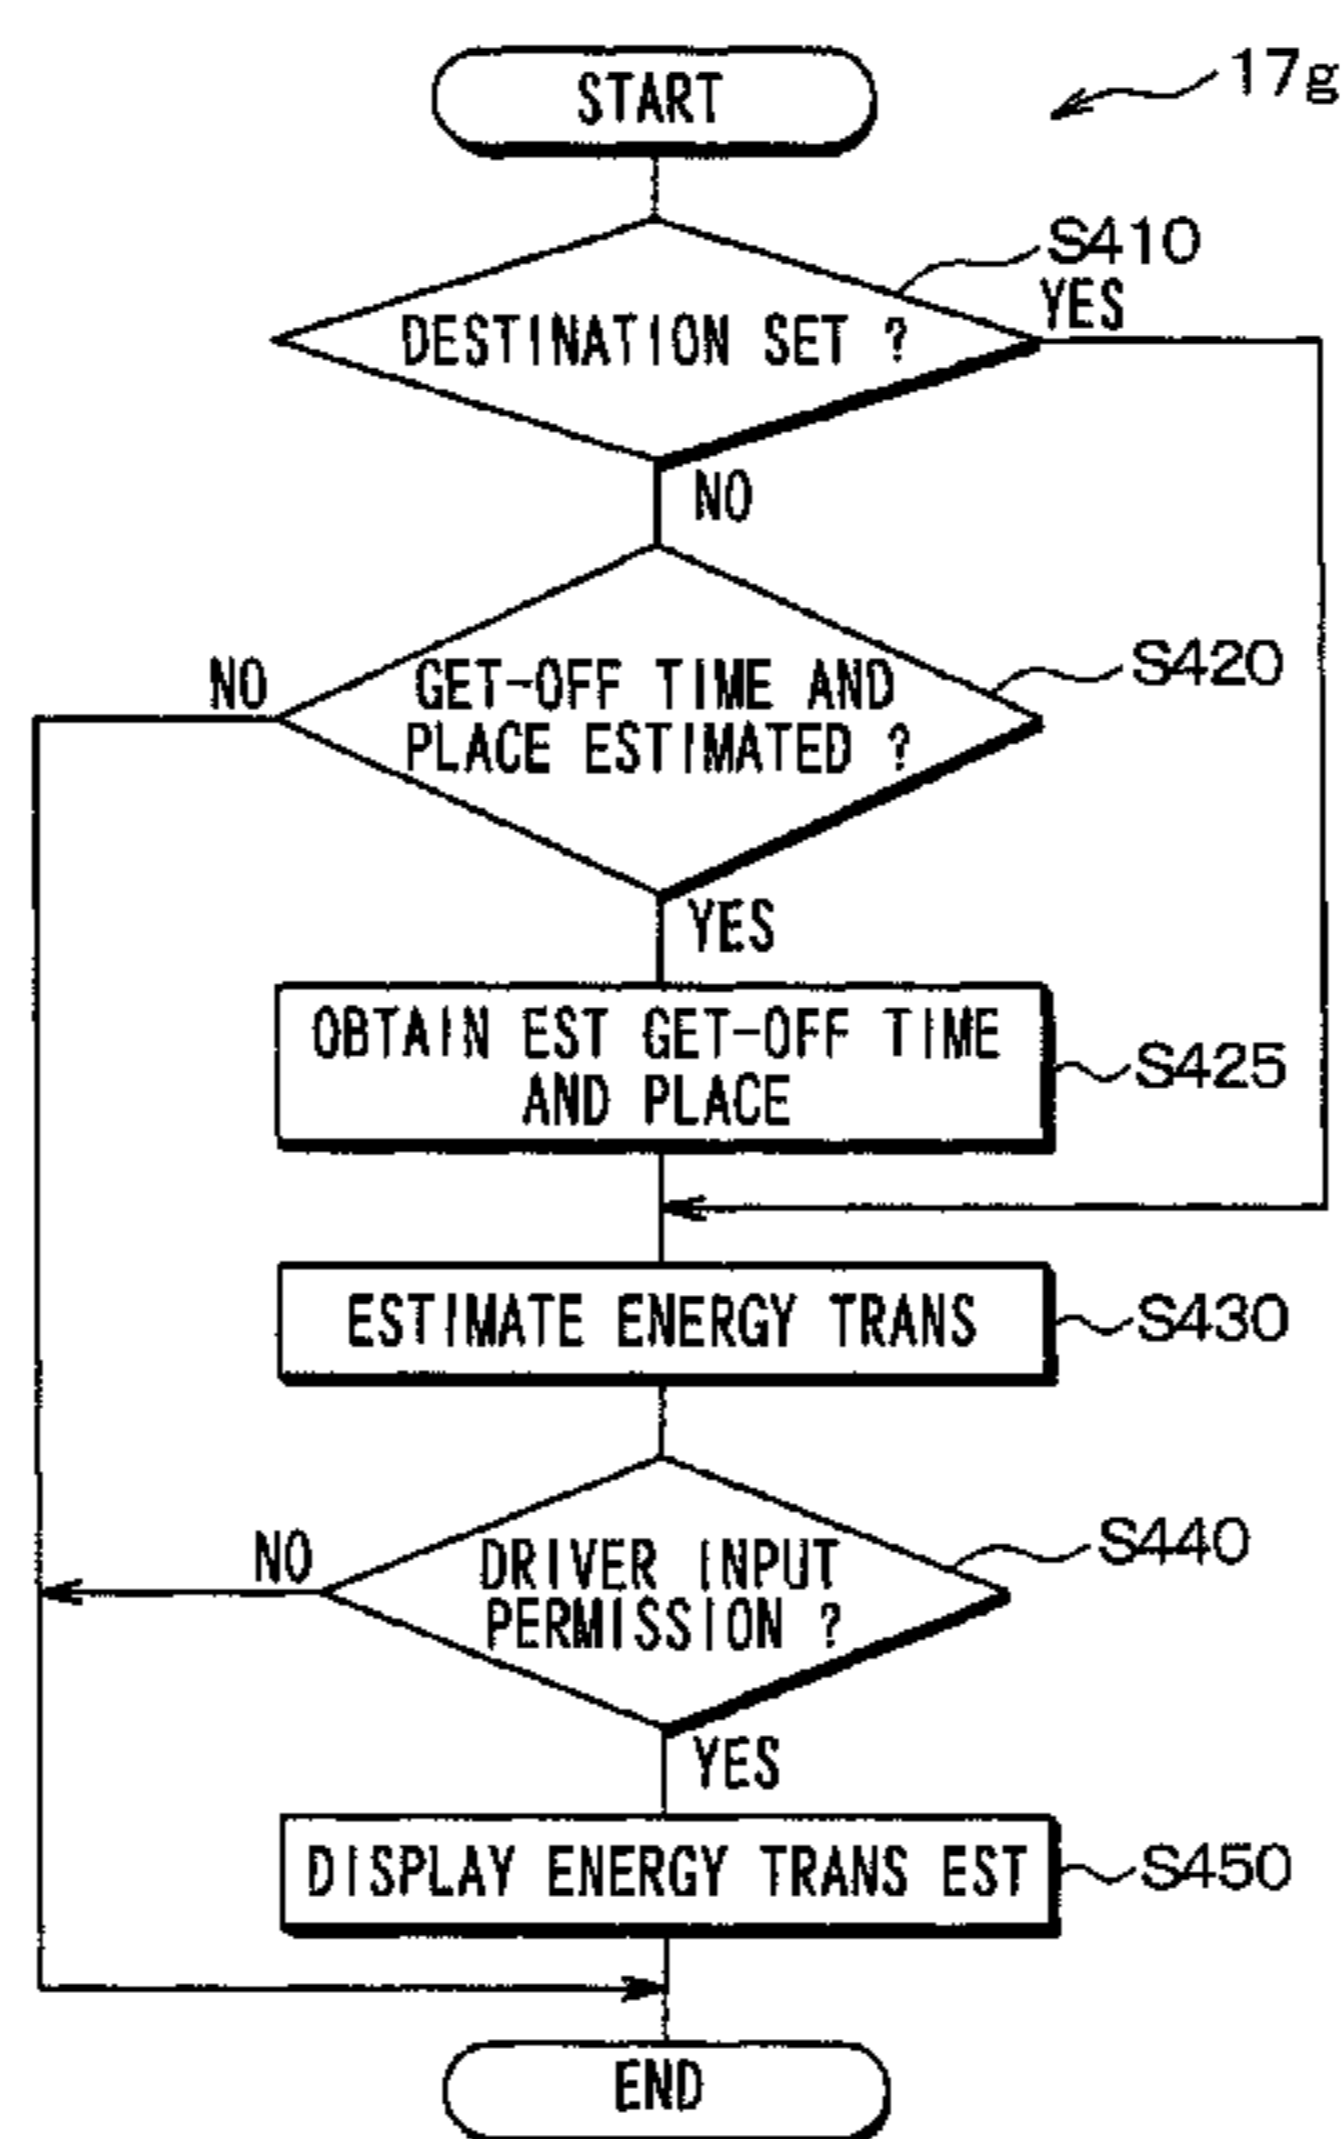 START
17g
S410
DESTINATION SET ?
YES
NO
S420
NO
GET-OFF TIME AND
PLACE ESTIMATED ?
YES
OBTAIN EST GET-OFF TIME
AND PLACE
S425
ESTIMATE ENERGY TRANS
S430
S440
NO
DRIVER INPUT
PERMISSION ?
YES
DISPLAY ENERGY TRANS EST
S450
END